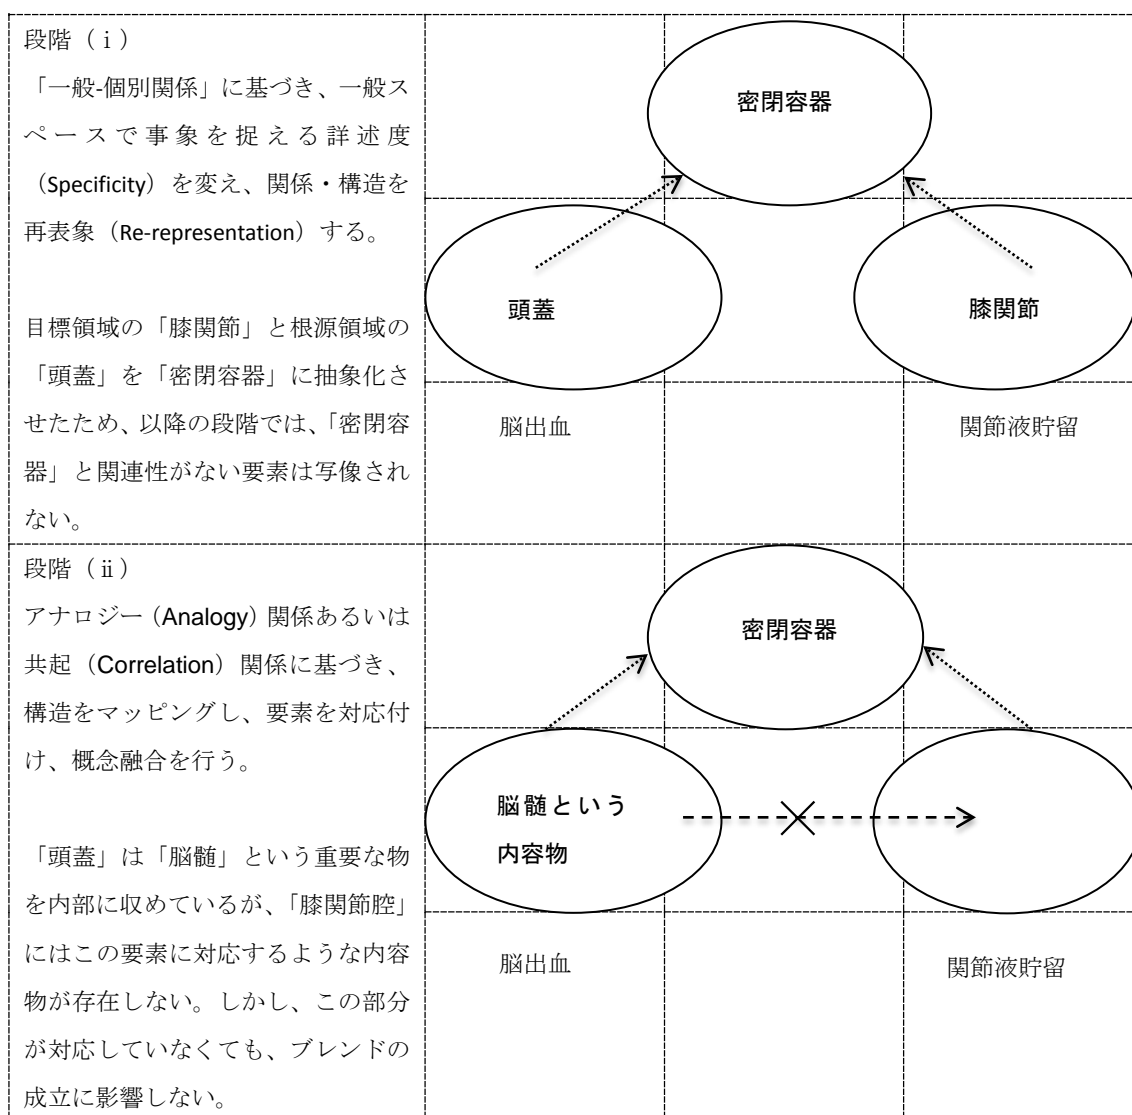 段階（ⅰ）
「一般-個別関係」に基づき、一般ス
ペースで事象を捉える詳述度
（Specificity）を変え、関係・構造を
再表象（Re-representation）する。
目標領域の「膝関節」と根源領域の
「頭蓋」を「密閉容器」に抽象化さ
せたため、以降の段階では、「密閉容
器」と関連性がない要素は写像され
ない。
密閉容器
頭蓋
膝関節
脳出血
関節液貯留
段階（ⅱ）
アナロジー（Analogy）関係あるいは
共起（Correlation）関係に基づき、
構造をマッピングし、要素を対応付
け、概念融合を行う。
「頭蓋」は「脳髄」という重要な物
を内部に収めているが、「膝関節腔」
にはこの要素に対応するような内容
物が存在しない。しかし、この部分
が対応していなくても、ブレンドの
成立に影響しない。
密閉容器
脳髄という
内容物
脳出血
関節液貯留